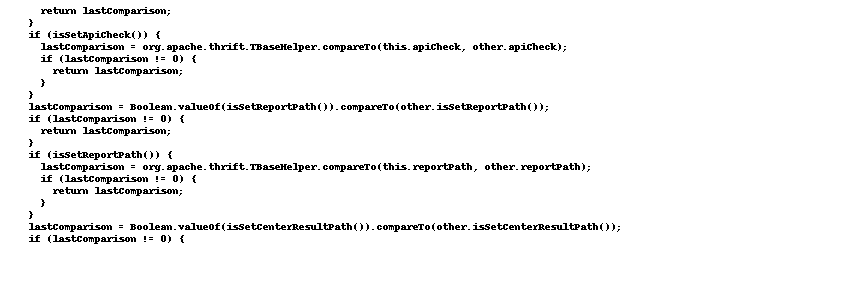 return lastComparison;
}
if (isSetApiCheck()) {
lastComparison = org.apache.thrift.TBaseHelper.compareTo(this.apiCheck, other.apiCheck);
if (lastComparison != 0) {
return lastComparison;
}
}
lastComparison = Boolean.valueOf(isSetReportPath()).compareTo(other.isSetReportPath());
if (lastComparison != 0) {
return lastComparison;
}
if (isSetReportPath()) {
lastComparison = org.apache.thrift.TBaseHelper.compareTo(this.reportPath, other.reportPath);
if (lastComparison != 0) {
return lastComparison;
}
}
lastComparison = Boolean.valueOf(isSetCenterResultPath()).compareTo(other.isSetCenterResultPath());
if (lastComparison != 0) {